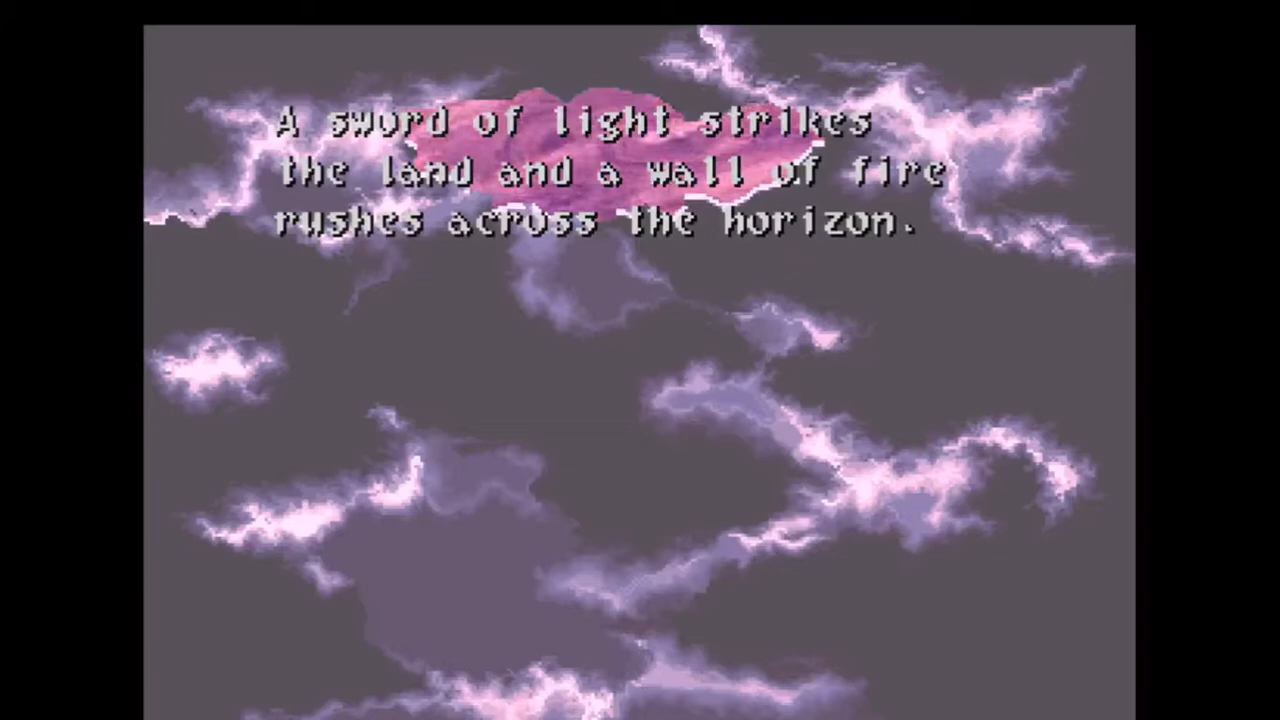 A sword of light strikes
the land and a wall of fire
rushes across the horizon.